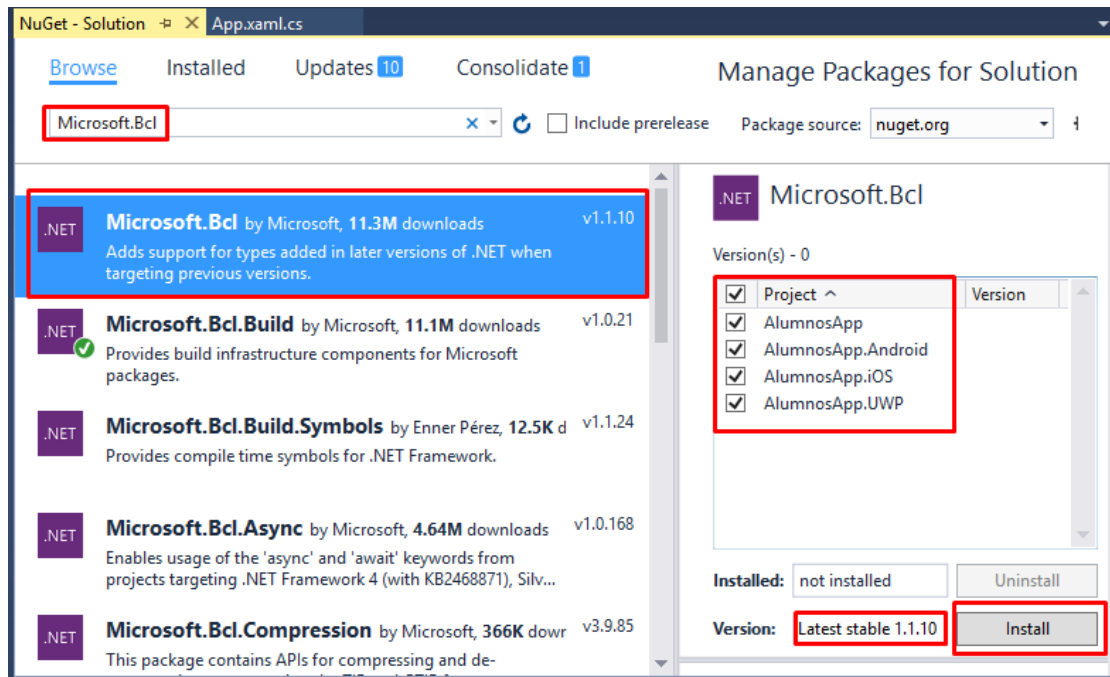 NuGet - Solution
App.xaml.cs
Browse
Installed
Updates 10
Consolidate 1
Manage Packages for Solution
Microsoft.Bcl
Include prerelease
Package source: nuget.org
.NET
Microsoft.Bcl by Microsoft, 11.3M downloads
v1.1.10
Adds support for types added in later versions of .NET when
targeting previous versions.
.NET
Microsoft.Bcl.Build by Microsoft, 11.1M downloads
v1.0.21
Provides build infrastructure components for Microsoft
packages.
.NET
Microsoft.Bcl.Build.Symbols by Enner Pérez, 12.5K d
v1.1.24
Provides compile time symbols for .NET Framework.
.NET
Microsoft.Bcl.Async by Microsoft, 4.64M downloads
v1.0.168
Enables usage of the 'async' and 'await' keywords from
projects targeting .NET Framework 4 (with KB2468871), Silv...
.NET
Microsoft.Bcl.Compression by Microsoft, 366K dowr
v3.9.85
This package contains APIs for compressing and de-
.NET
Microsoft.Bcl
Version(s) - 0
Project
Version
AlumnosApp
AlumnosApp.Android
AlumnosApp.iOS
AlumnosApp.UWP
Installed: not installed
Uninstall
Version: Latest stable 1.1.10
Install